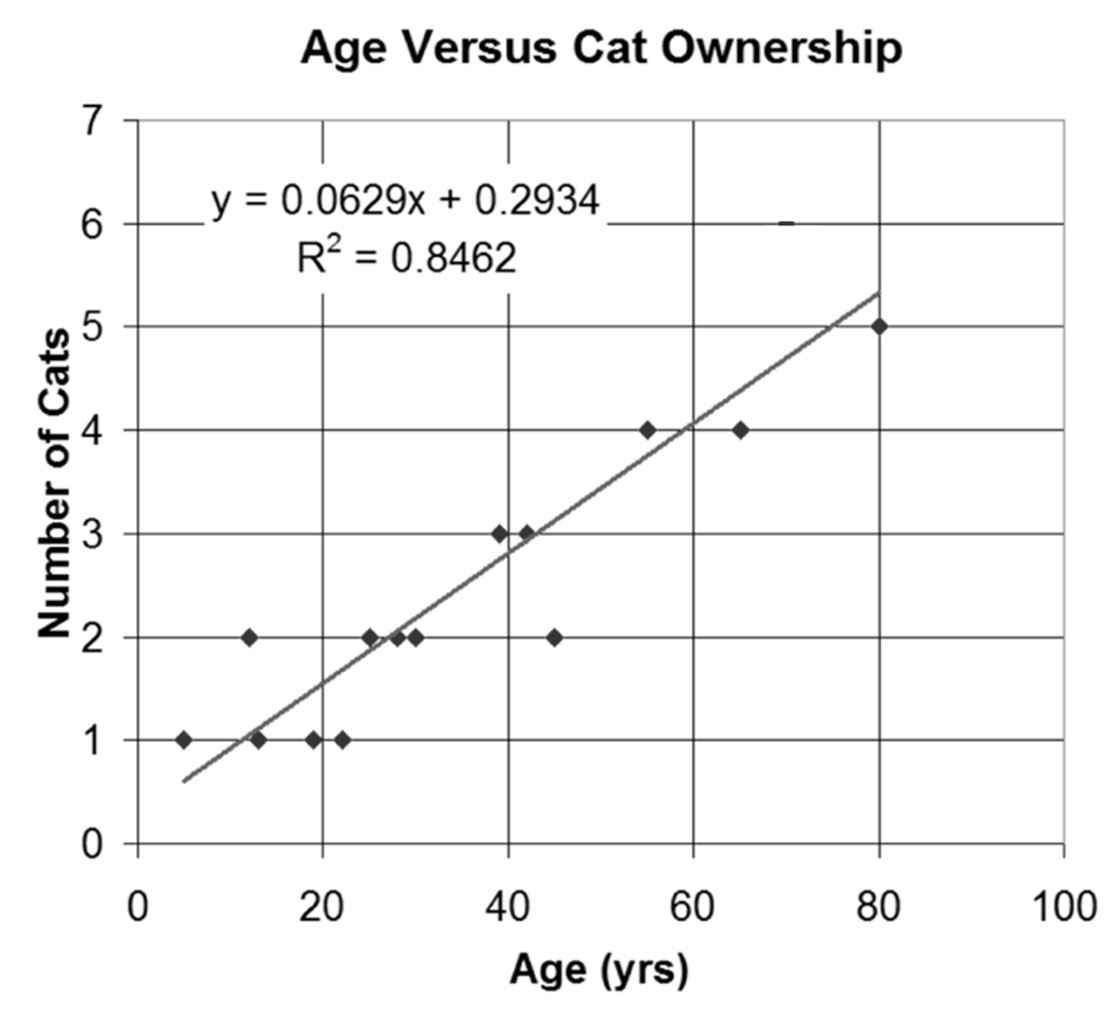 Age Versus Cat Ownership
7
y = 0.0629x + 0.2934
6
R² = 0.8462
5
4
3
2
1
0
Number of Cats
0 20 40 60 80 100
Age (yrs)